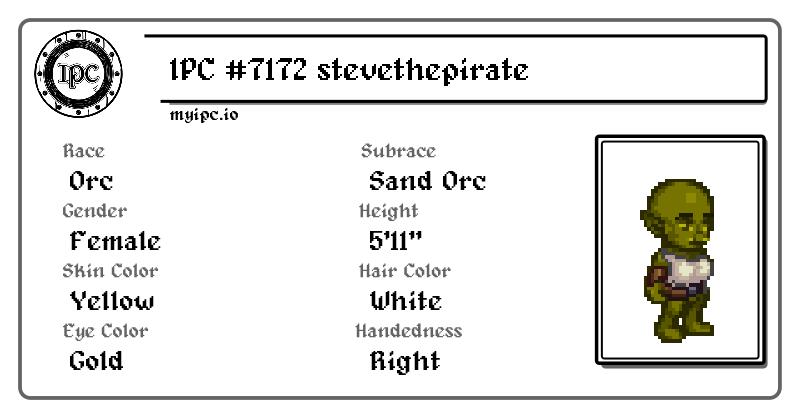 IPC
IPC #7172 stevethepirate
myipc.io
Race
Orc
Subrace
Sand Orc
Gender
Female
Height
5'11"
Skin Color
Yellow
Hair Color
White
Eye Color
Gold
Handedness
Right